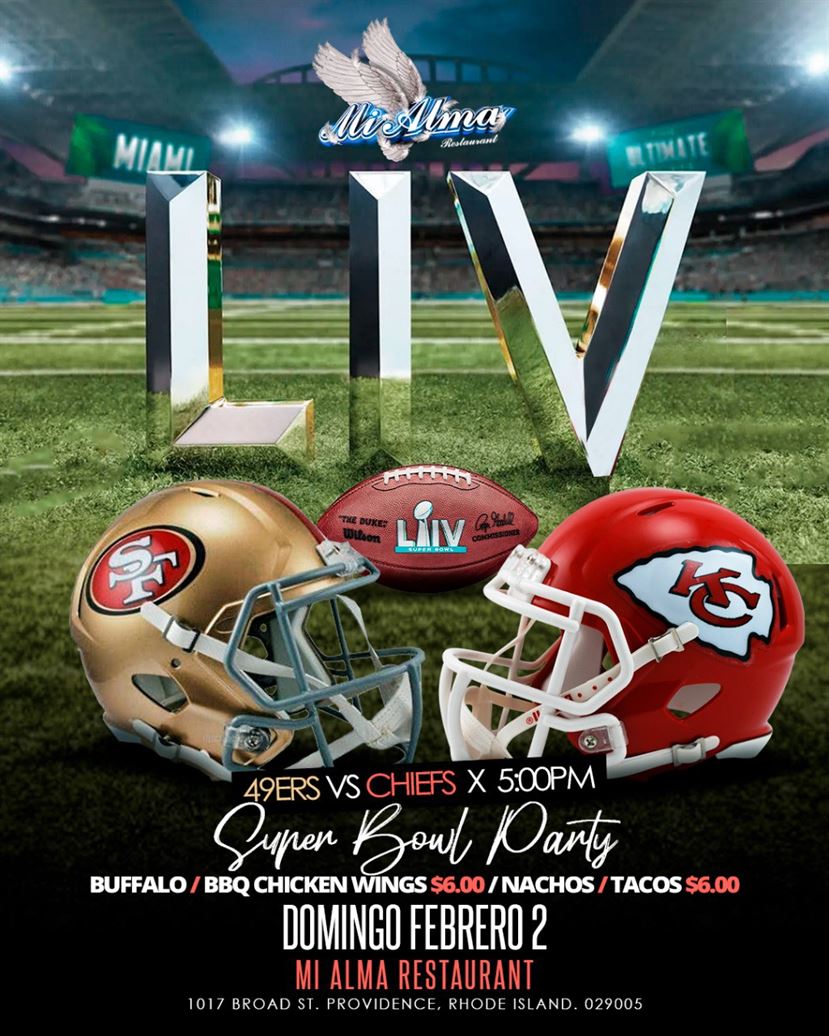 Mi Alma
Restaurant
MIAMI
ULTIMATE
LIV
SF
"THE DUKE"
Wilson
LIV
SUPER BOWL
COMMISSIONER
KC
49ERS VS CHIEFS X 5:00PM
Super Bowl Party
BUFFALO / BBQ CHICKEN WINGS $6.00 / NACHOS / TACOS $6.00
DOMINGO FEBRERO 2
MI ALMA RESTAURANT
1017 BROAD ST. PROVIDENCE, RHODE ISLAND. 029005